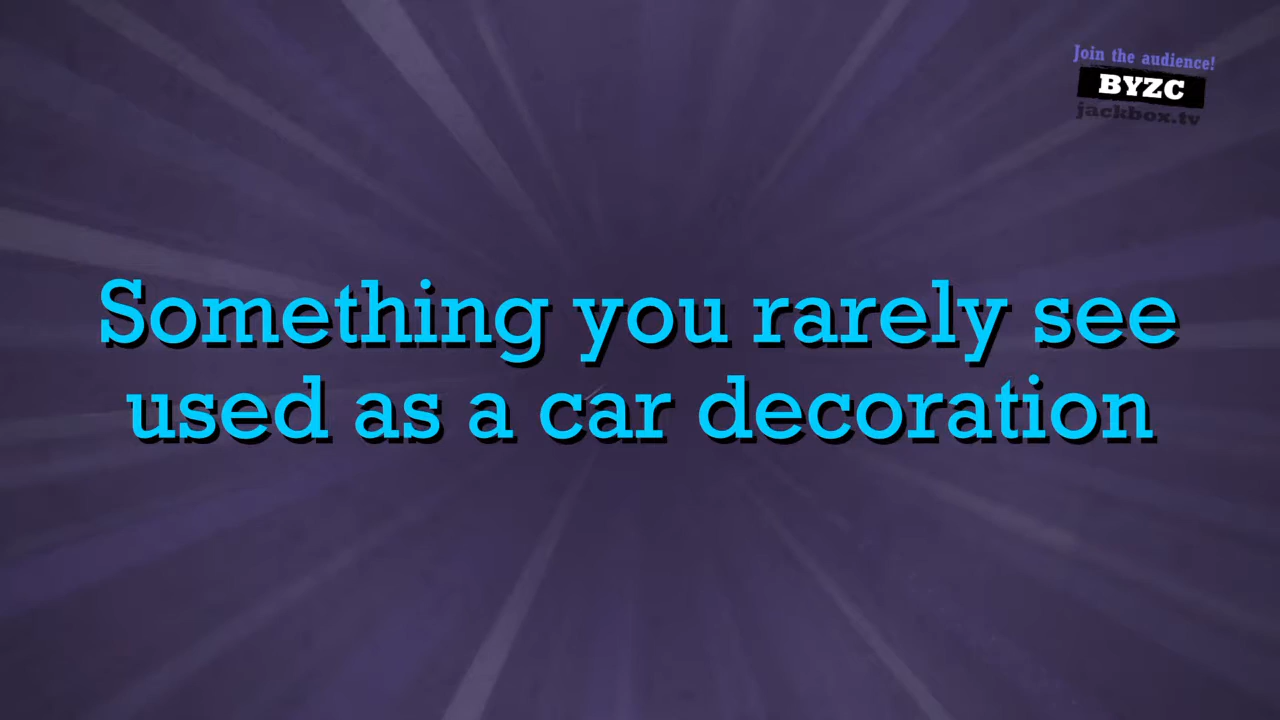 Join the audience!
BYZC
jackbox.tv
Something you rarely see
used as a car decoration